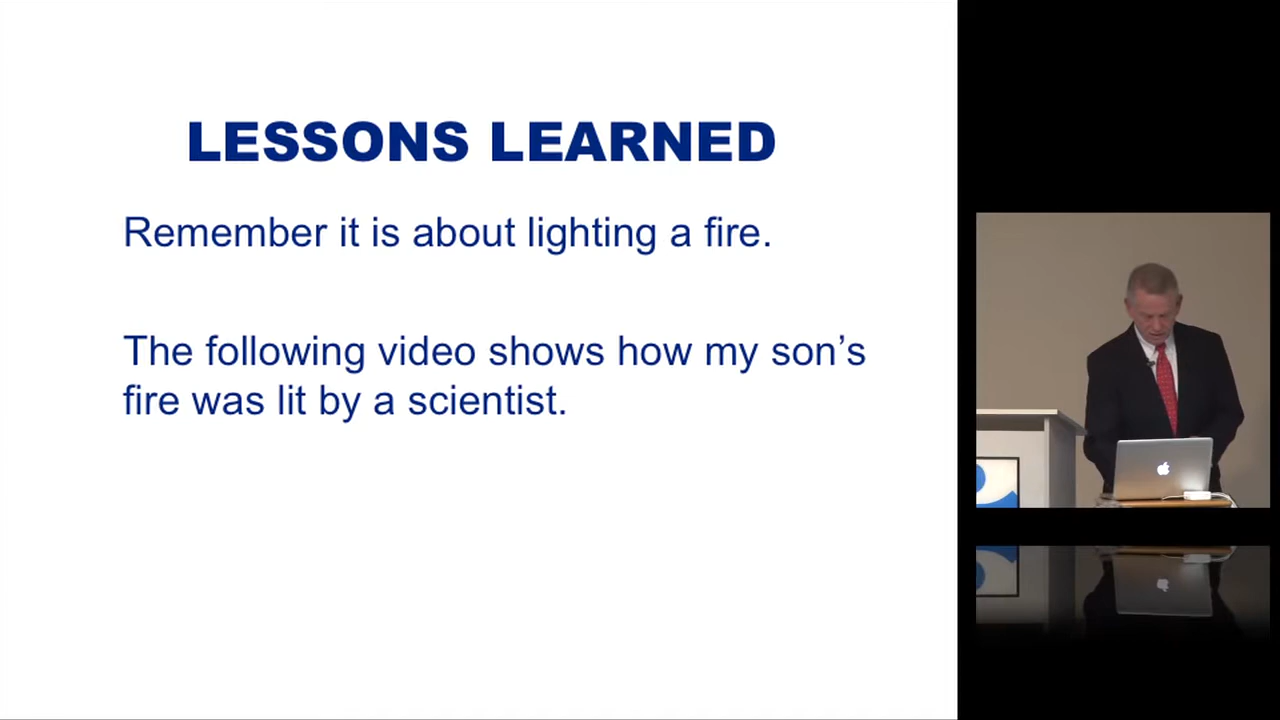 LESSONS LEARNED
Remember it is about lighting a fire.
The following video shows how my son’s
fire was lit by a scientist.